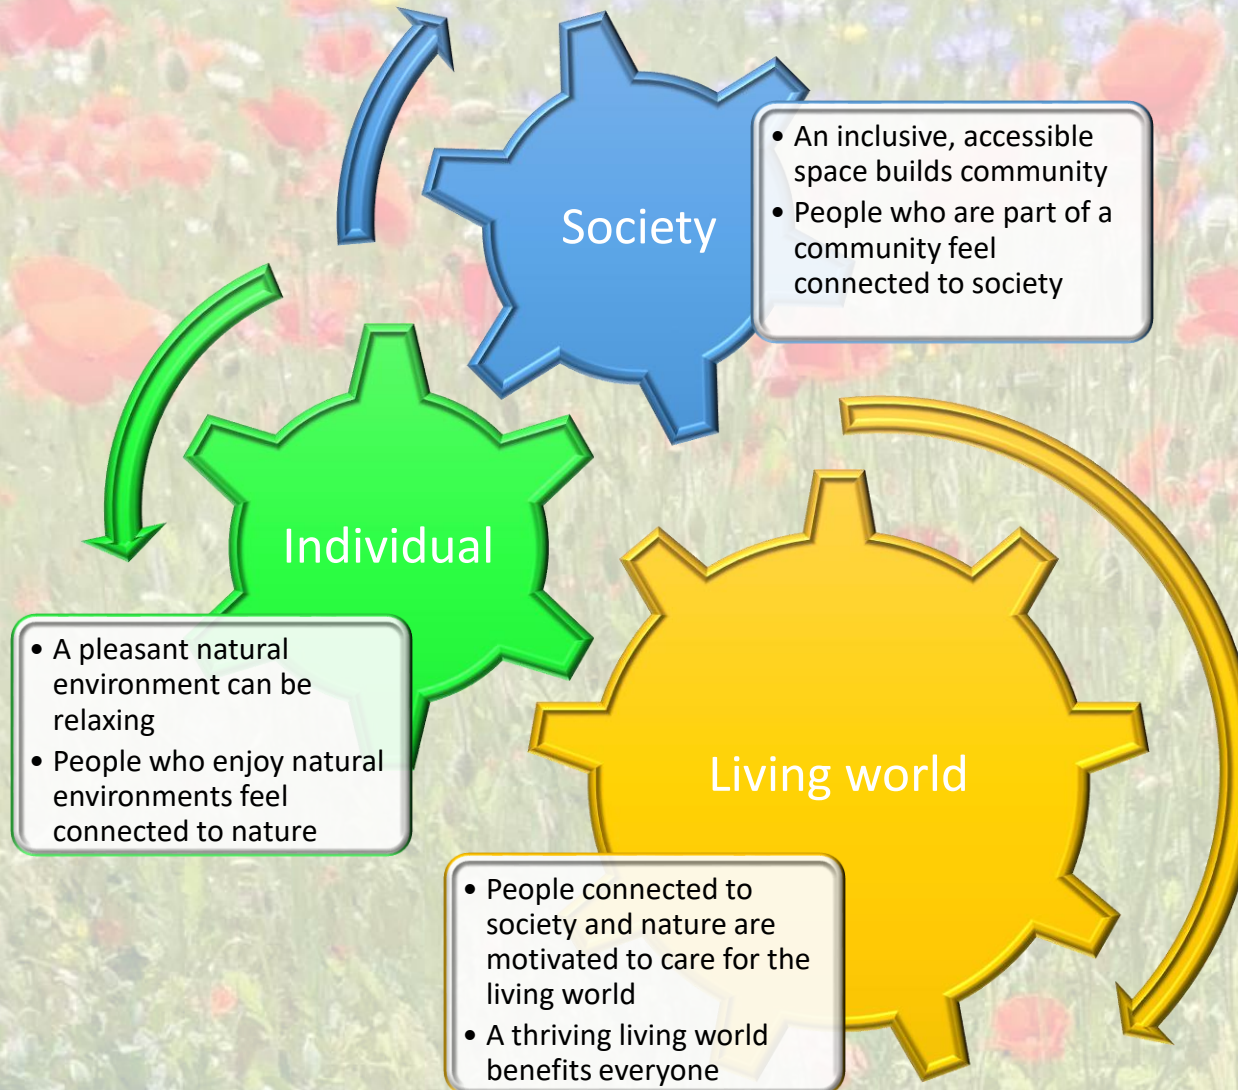 Society
• An inclusive, accessible
space builds community
• People who are part of a
community feel
connected to society
Individual
• A pleasant natural
environment can be
relaxing
• People who enjoy natural
environments feel
connected to nature
Living world
• People connected to
society and nature are
motivated to care for the
living world
• A thriving living world
benefits everyone